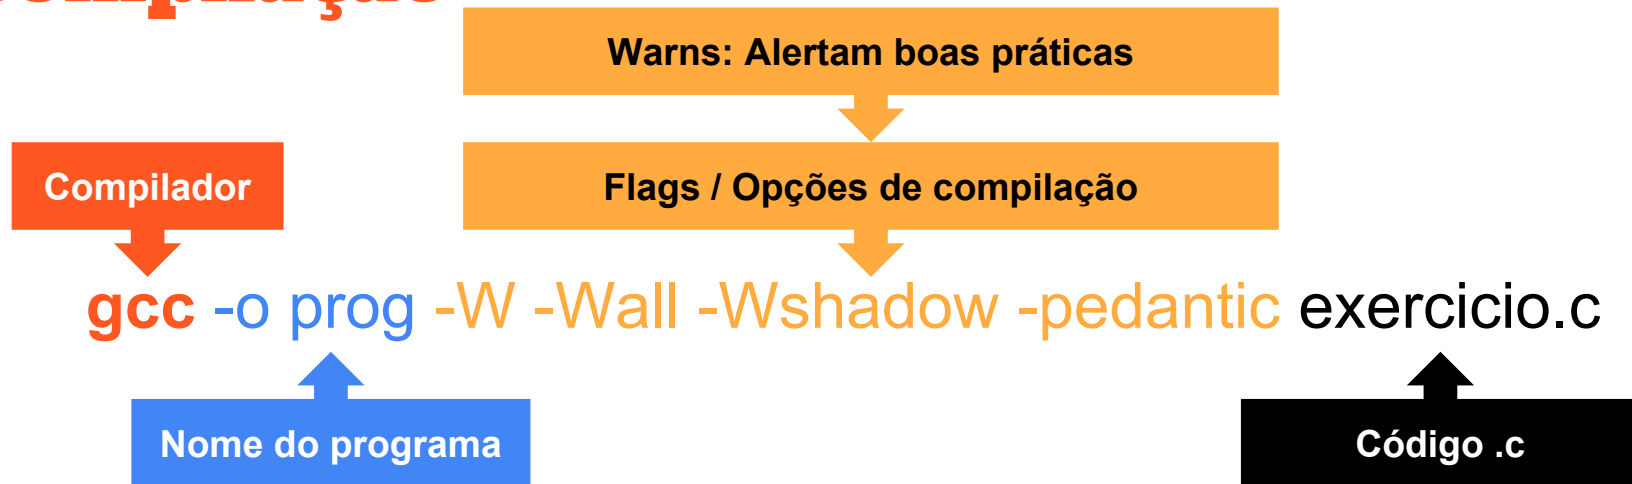 Warns: Alertam boas práticas
Compilador
Flags / Opções de compilação
gcc -o prog -W -Wall -Wshadow -pedantic exercicio.c
Nome do programa
Código .c